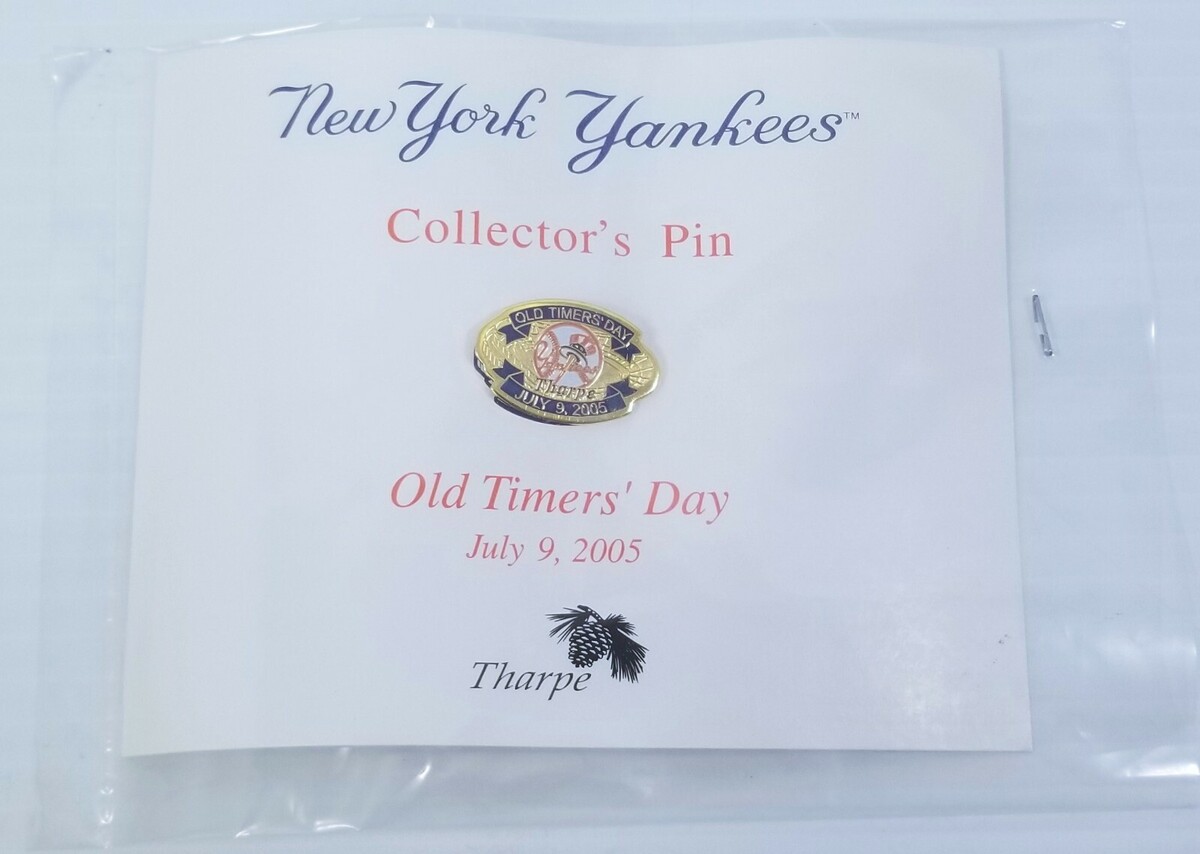 New York Yankees™
Collector's Pin
OLD TIMERS' DAY
Yankees
Tharpe
JULY 9, 2005
Old Timers' Day
July 9, 2005
Tharpe